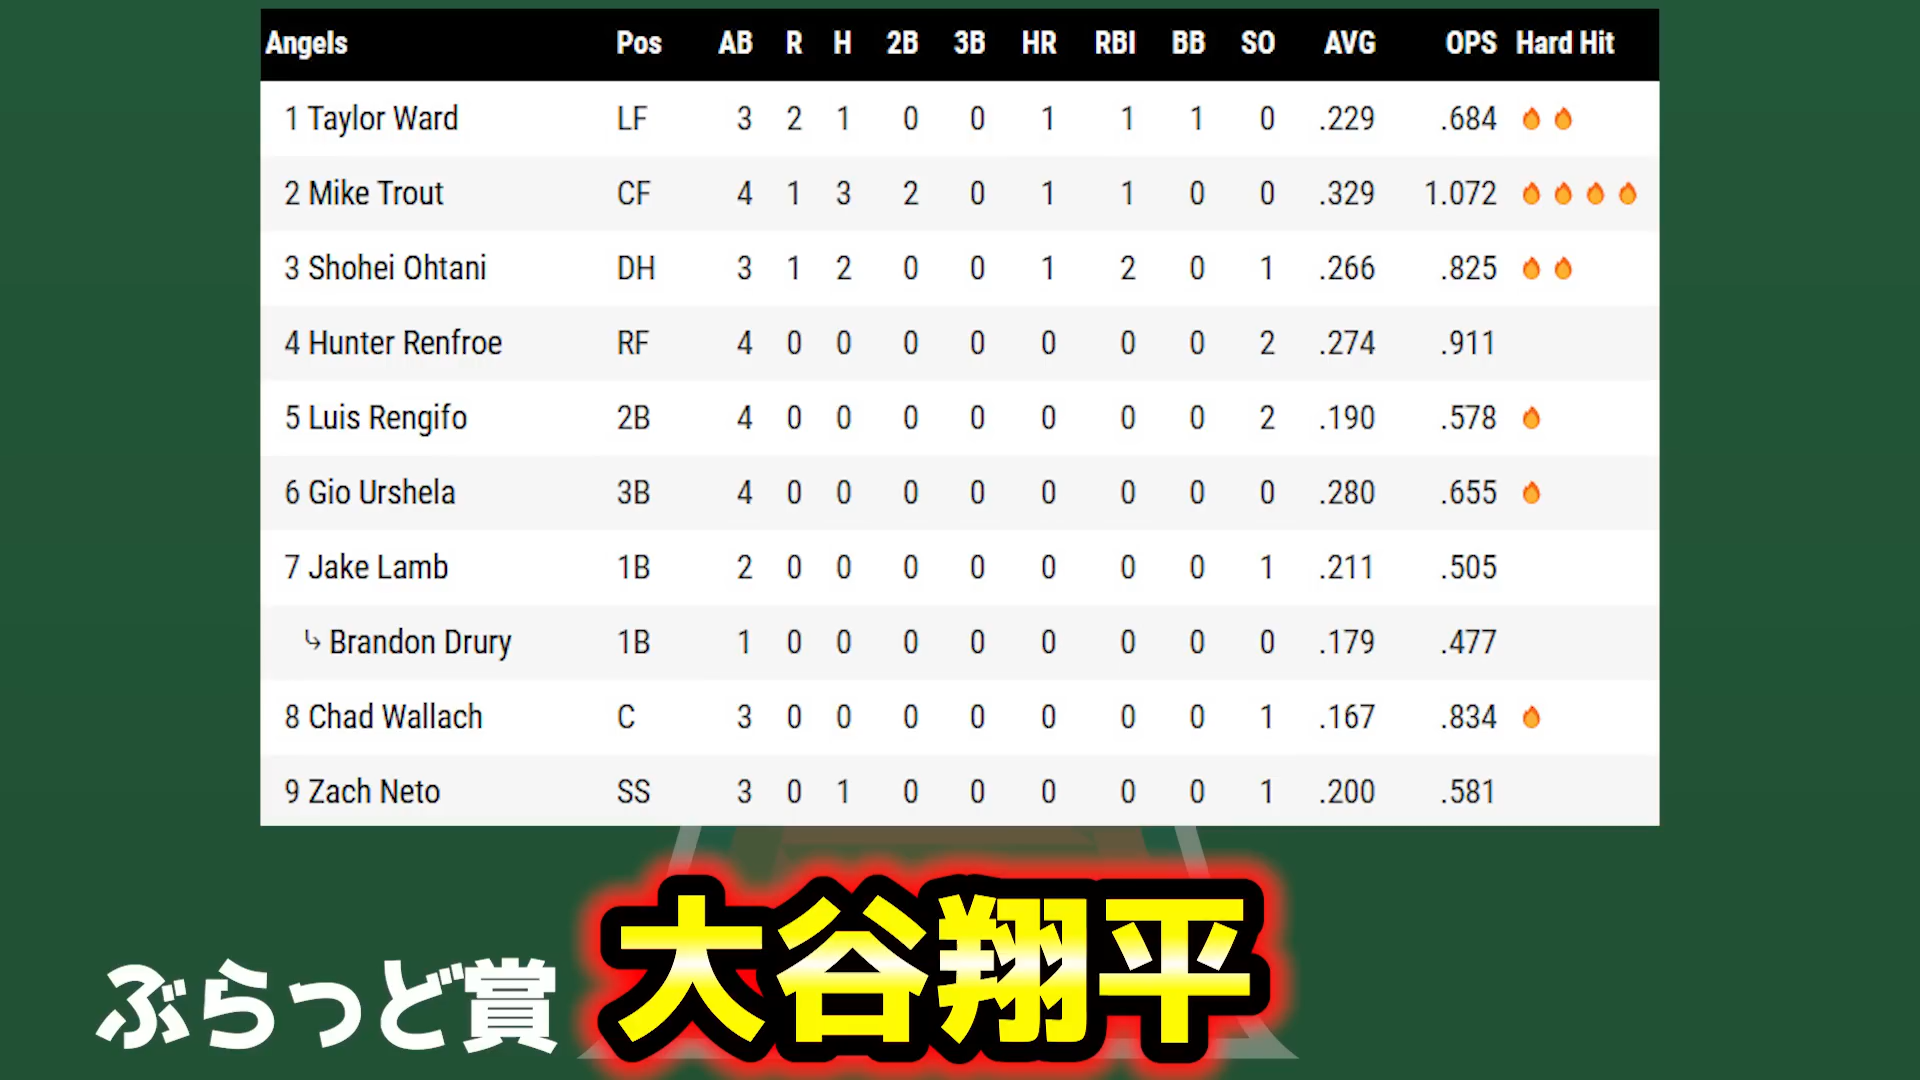 Angels Pos AB R H 2B 3B HR RBI BB SO AVG OPS Hard Hit
1 Taylor Ward LF 3 2 1 0 0 1 1 1 0 .229 .684
2 Mike Trout CF 4 1 3 2 0 1 1 0 0 .329 1.072
3 Shohei Ohtani DH 3 1 2 0 0 1 2 0 1 .266 .825
4 Hunter Renfroe RF 4 0 0 0 0 0 0 0 2 .274 .911
5 Luis Rengifo 2B 4 0 0 0 0 0 0 0 2 .190 .578
6 Gio Urshela 3B 4 0 0 0 0 0 0 0 0 .280 .655
7 Jake Lamb 1B 2 0 0 0 0 0 0 0 1 .211 .505
Brandon Drury 1B 1 0 0 0 0 0 0 0 0 .179 .477
8 Chad Wallach C 3 0 0 0 0 0 0 0 1 .167 .834
9 Zach Neto SS 3 0 1 0 0 0 0 0 1 .200 .581
ぶらっど賞 大谷翔平